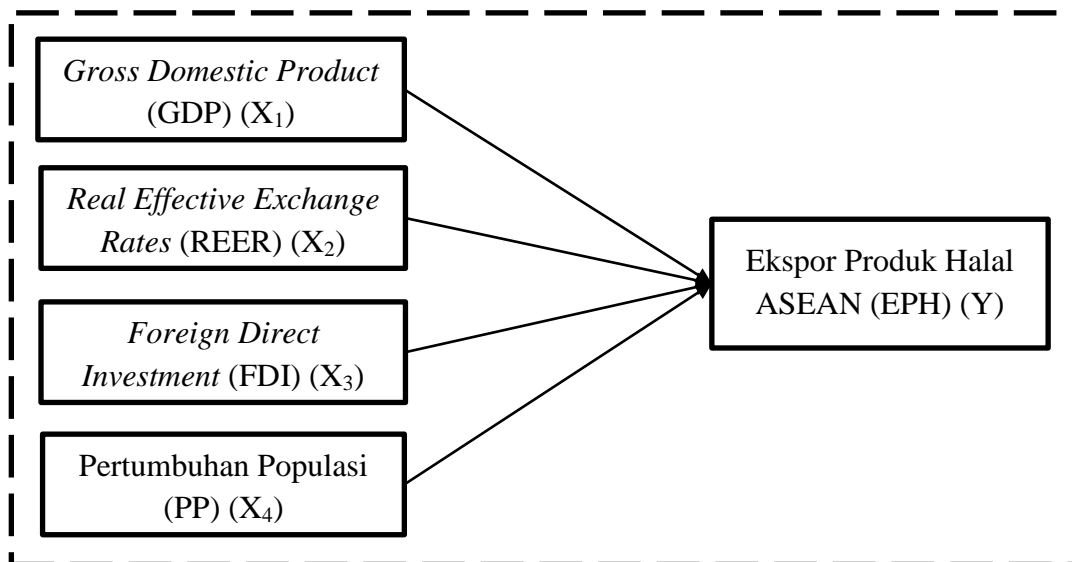 Gross Domestic Product
(GDP) (X₁)
Real Effective Exchange
Rates (REER) (X₂)
Foreign Direct
Investment (FDI) (X₃)
Pertumbuhan Populasi
(PP) (X₄)
Ekspor Produk Halal
ASEAN (EPH) (Y)